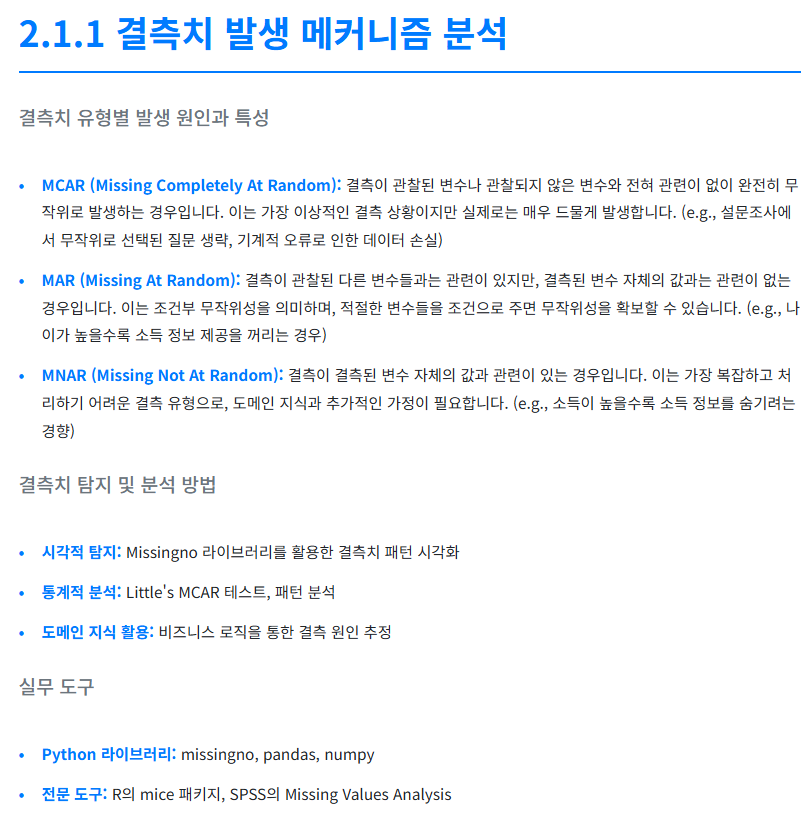 2.1.1 결측치 발생 메커니즘 분석
결측치 유형별 발생 원인과 특성
• MCAR (Missing Completely At Random): 결측이 관찰된 변수나 관찰되지 않은 변수와 전혀 관련이 없이 완전히 무
작위로 발생하는 경우입니다. 이는 가장 이상적인 결측 상황이지만 실제로는 매우 드물게 발생합니다. (e.g., 설문조사에
서 무작위로 선택된 질문 생략, 기계적 오류로 인한 데이터 손실)
• MAR (Missing At Random): 결측이 관찰된 다른 변수들과는 관련이 있지만, 결측된 변수 자체의 값과는 관련이 없는
경우입니다. 이는 조건부 무작위성을 의미하며, 적절한 변수들을 조건으로 주면 무작위성을 확보할 수 있습니다. (e.g., 나
이가 높을수록 소득 정보 제공을 꺼리는 경우)
• MNAR (Missing Not At Random): 결측이 결측된 변수 자체의 값과 관련이 있는 경우입니다. 이는 가장 복잡하고 처
리하기 어려운 결측 유형으로, 도메인 지식과 추가적인 가정이 필요합니다. (e.g., 소득이 높을수록 소득 정보를 숨기려는
경향)
결측치 탐지 및 분석 방법
• 시각적 탐지: Missingno 라이브러리를 활용한 결측치 패턴 시각화
• 통계적 분석: Little's MCAR 테스트, 패턴 분석
• 도메인 지식 활용: 비즈니스 로직을 통한 결측 원인 추정
실무 도구
• Python 라이브러리: missingno, pandas, numpy
• 전문 도구: R의 mice 패키지, SPSS의 Missing Values Analysis